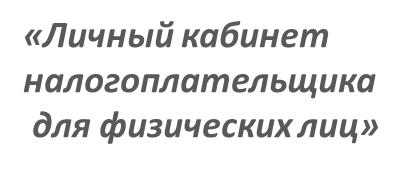 «Личный кабинет
налогоплательщика
для физических лиц»